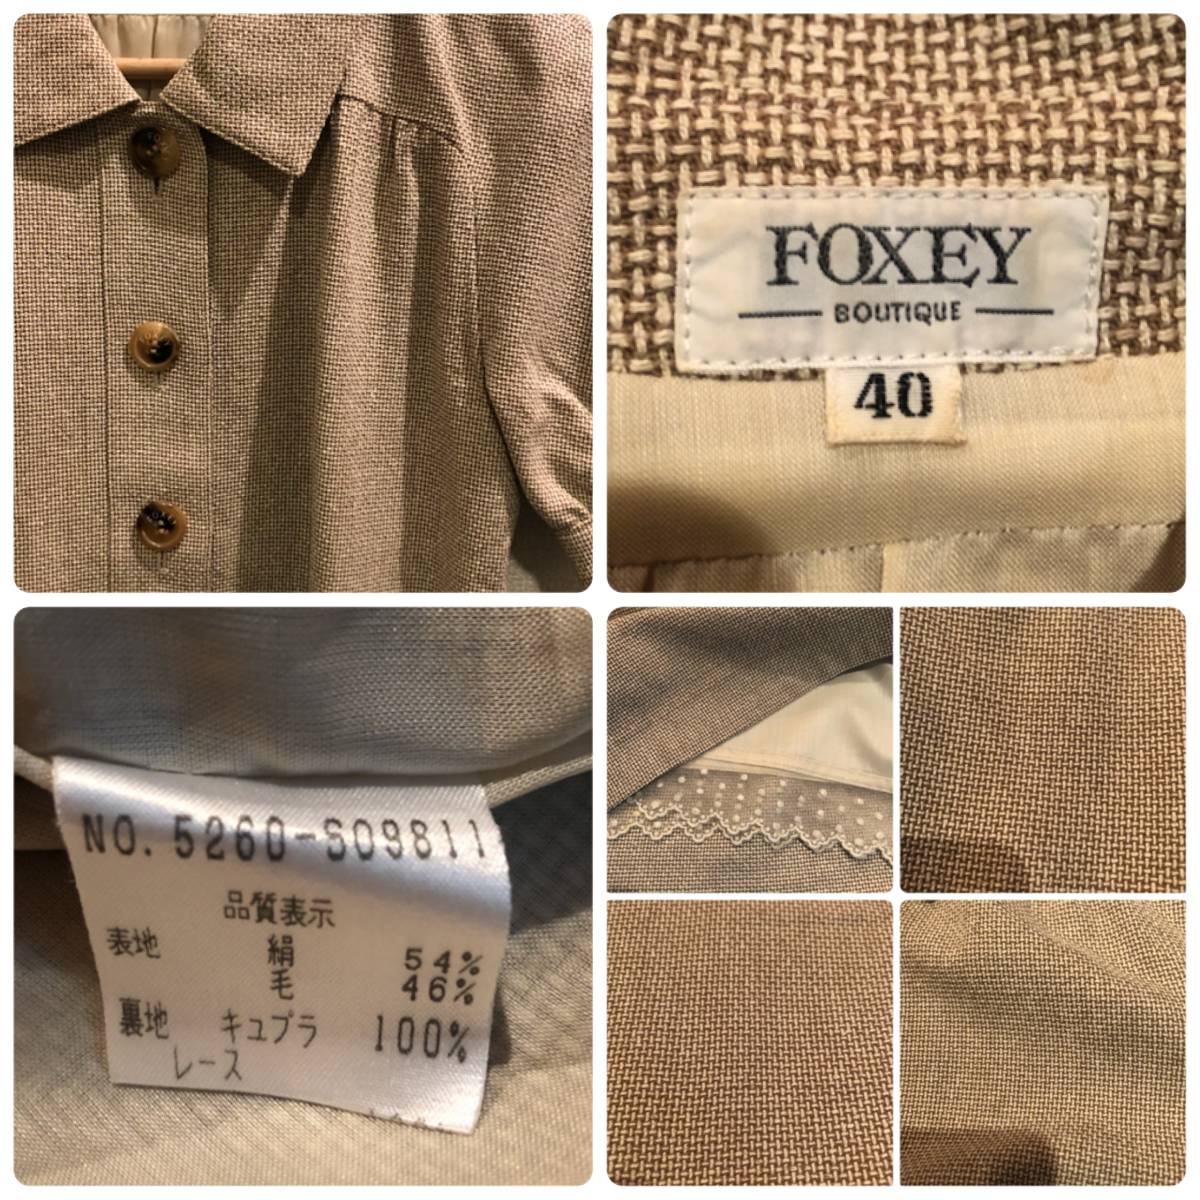 FOXEY
BOUTIQUE
40
NO. 5260-S09811
品質表示
表地 絹 54%
毛 46%
裏地 キュプラ 100%
レース